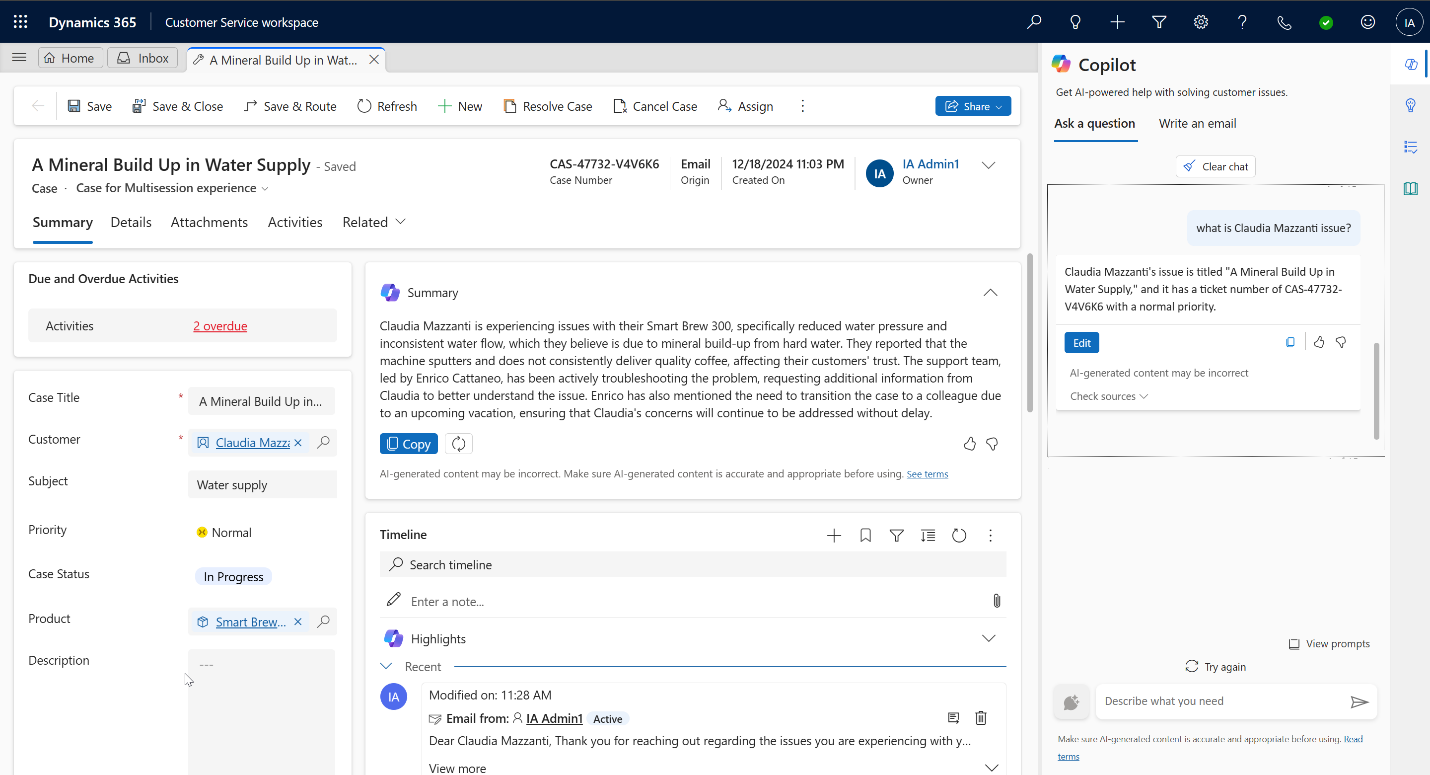 Dynamics 365 Customer Service workspace IA
Home Inbox A Mineral Build Up in Wat...
Save Save & Close Save & Route Refresh New Resolve Case Cancel Case Assign Share
A Mineral Build Up in Water Supply - Saved
Case · Case for Multisession experience
CAS-47732-V4V6K6
Case Number
Email
Origin
12/18/2024 11:03 PM
Created On
IA
IA Admin1
Owner
Summary Details Attachments Activities Related
Due and Overdue Activities
Activities 2 overdue
Case Title * A Mineral Build Up in...
Customer * Claudia Mazza
Subject Water supply
Priority Normal
Case Status In Progress
Product Smart Brew...
Description ---
Summary
Claudia Mazzanti is experiencing issues with their Smart Brew 300, specifically reduced water pressure and
inconsistent water flow, which they believe is due to mineral build-up from hard water. They reported that the
machine sputters and does not consistently deliver quality coffee, affecting their customers' trust. The support team,
led by Enrico Cattaneo, has been actively troubleshooting the problem, requesting additional information from
Claudia to better understand the issue. Enrico has also mentioned the need to transition the case to a colleague due
to an upcoming vacation, ensuring that Claudia's concerns will continue to be addressed without delay.
Copy
AI-generated content may be incorrect. Make sure AI-generated content is accurate and appropriate before using. See terms
Timeline
Search timeline
Enter a note...
Highlights
Recent
IA
Modified on: 11:28 AM
Email from: IA Admin1 Active
Dear Claudia Mazzanti, Thank you for reaching out regarding the issues you are experiencing with y...
View more
Copilot
Get AI-powered help with solving customer issues.
Ask a question Write an email
Clear chat
what is Claudia Mazzanti issue?
Claudia Mazzanti's issue is titled "A Mineral Build Up in
Water Supply," and it has a ticket number of CAS-47732-
V4V6K6 with a normal priority.
Edit
AI-generated content may be incorrect
Check sources
View prompts
Try again
Describe what you need
Make sure AI-generated content is accurate and appropriate before using. Read
terms